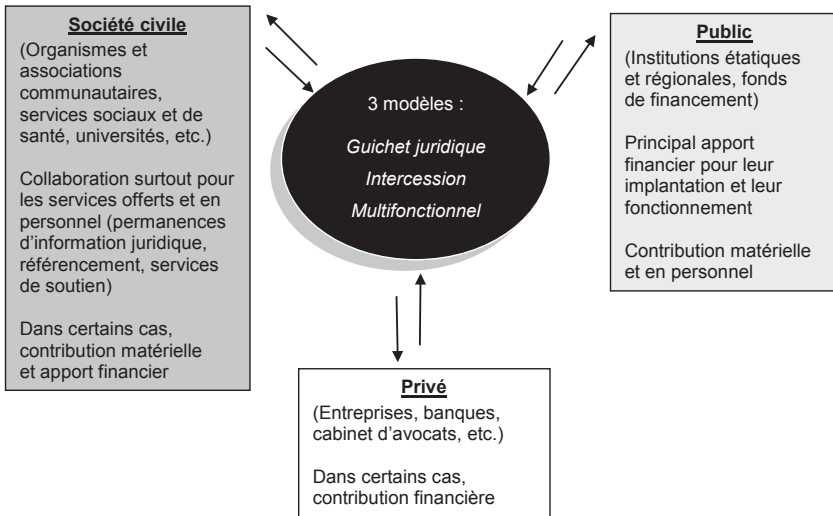 Société civile
(Organismes et
associations
communautaires,
services sociaux et de
santé, universités, etc.)
Collaboration surtout pour
les services offerts et en
personnel (permanences
d'information juridique,
référencement, services
de soutien)
Dans certains cas,
contribution matérielle
et apport financier
3 modèles :
Guichet juridique
Intercession
Multifonctionnel
Public
(Institutions étatiques
et régionales, fonds
de financement)
Principal apport
financier pour leur
implantation et leur
fonctionnement
Contribution matérielle
et en personnel
Privé
(Entreprises, banques,
cabinet d'avocats, etc.)
Dans certains cas,
contribution financière